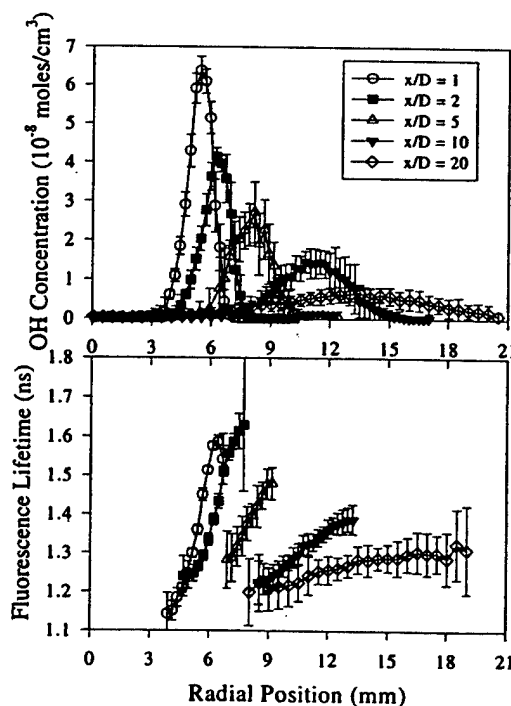 OH Concentration (10⁻⁸ moles/cm³)
7
6
5
4
3
2
1
0
x/D = 1
x/D = 2
x/D = 5
x/D = 10
x/D = 20
0 3 6 9 12 15 18 21
Fluorescence Lifetime (ns)
1.8
1.7
1.6
1.5
1.4
1.3
1.2
1.1
0 3 6 9 12 15 18 21
Radial Position (mm)